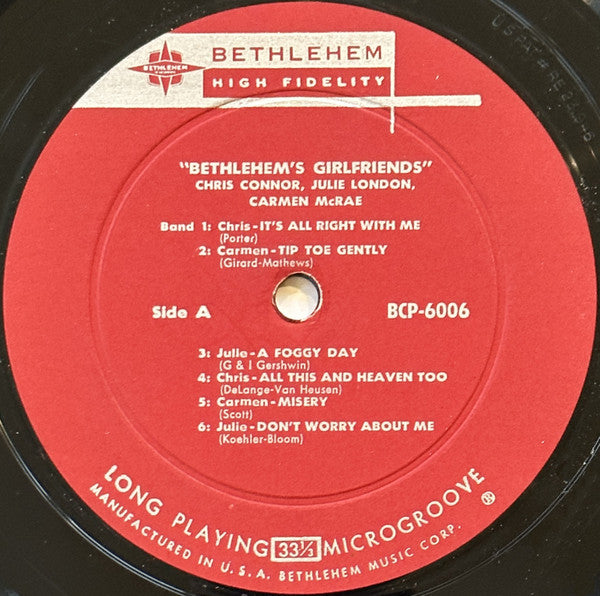 BETHLEHEM
BETHLEHEM
HIGH FIDELITY
"BETHLEHEM'S GIRLFRIENDS"
CHRIS CONNOR, JULIE LONDON,
CARMEN McRAE
Band 1: Chris-IT'S ALL RIGHT WITH ME
(Porter)
2: Carmen-TIP TOE GENTLY
(Girard-Mathews)
Side A
BCP-6006
3: Julie-A FOGGY DAY
(G & I Gershwin)
4: Chris-ALL THIS AND HEAVEN TOO
(DeLange-Van Heusen)
5: Carmen-MISERY
(Scott)
6: Julie-DON'T WORRY ABOUT ME
(Koehler-Bloom)
LONG PLAYING 33⅓ MICROGROOVE ®
MANUFACTURED IN U.S.A. BETHLEHEM MUSIC CORP.